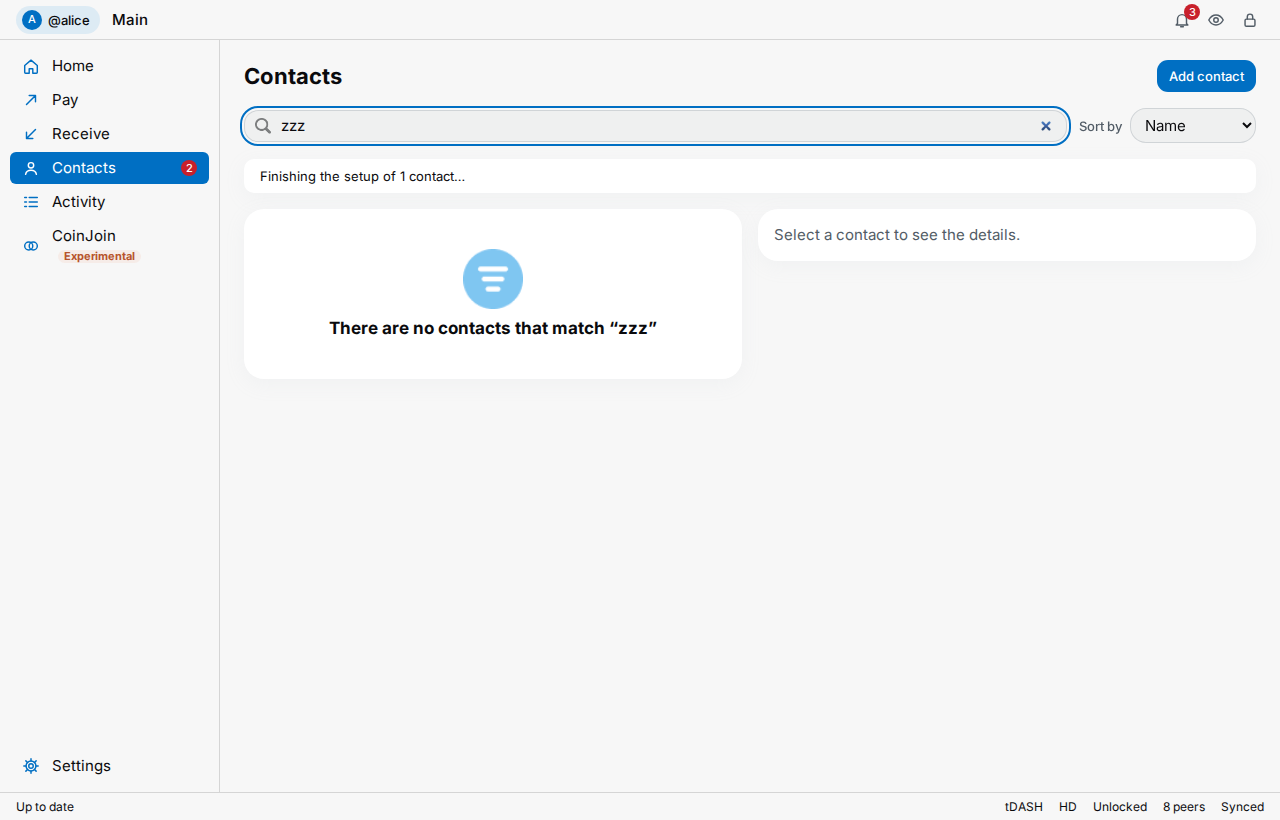 A @alice Main 3
Home
Pay
Receive
Contacts 2
Activity
CoinJoin
Experimental
Settings
Contacts
Add contact
zzz
Sort by Name
Finishing the setup of 1 contact...
There are no contacts that match “zzz”
Select a contact to see the details.
Up to date
tDASH HD Unlocked 8 peers Synced